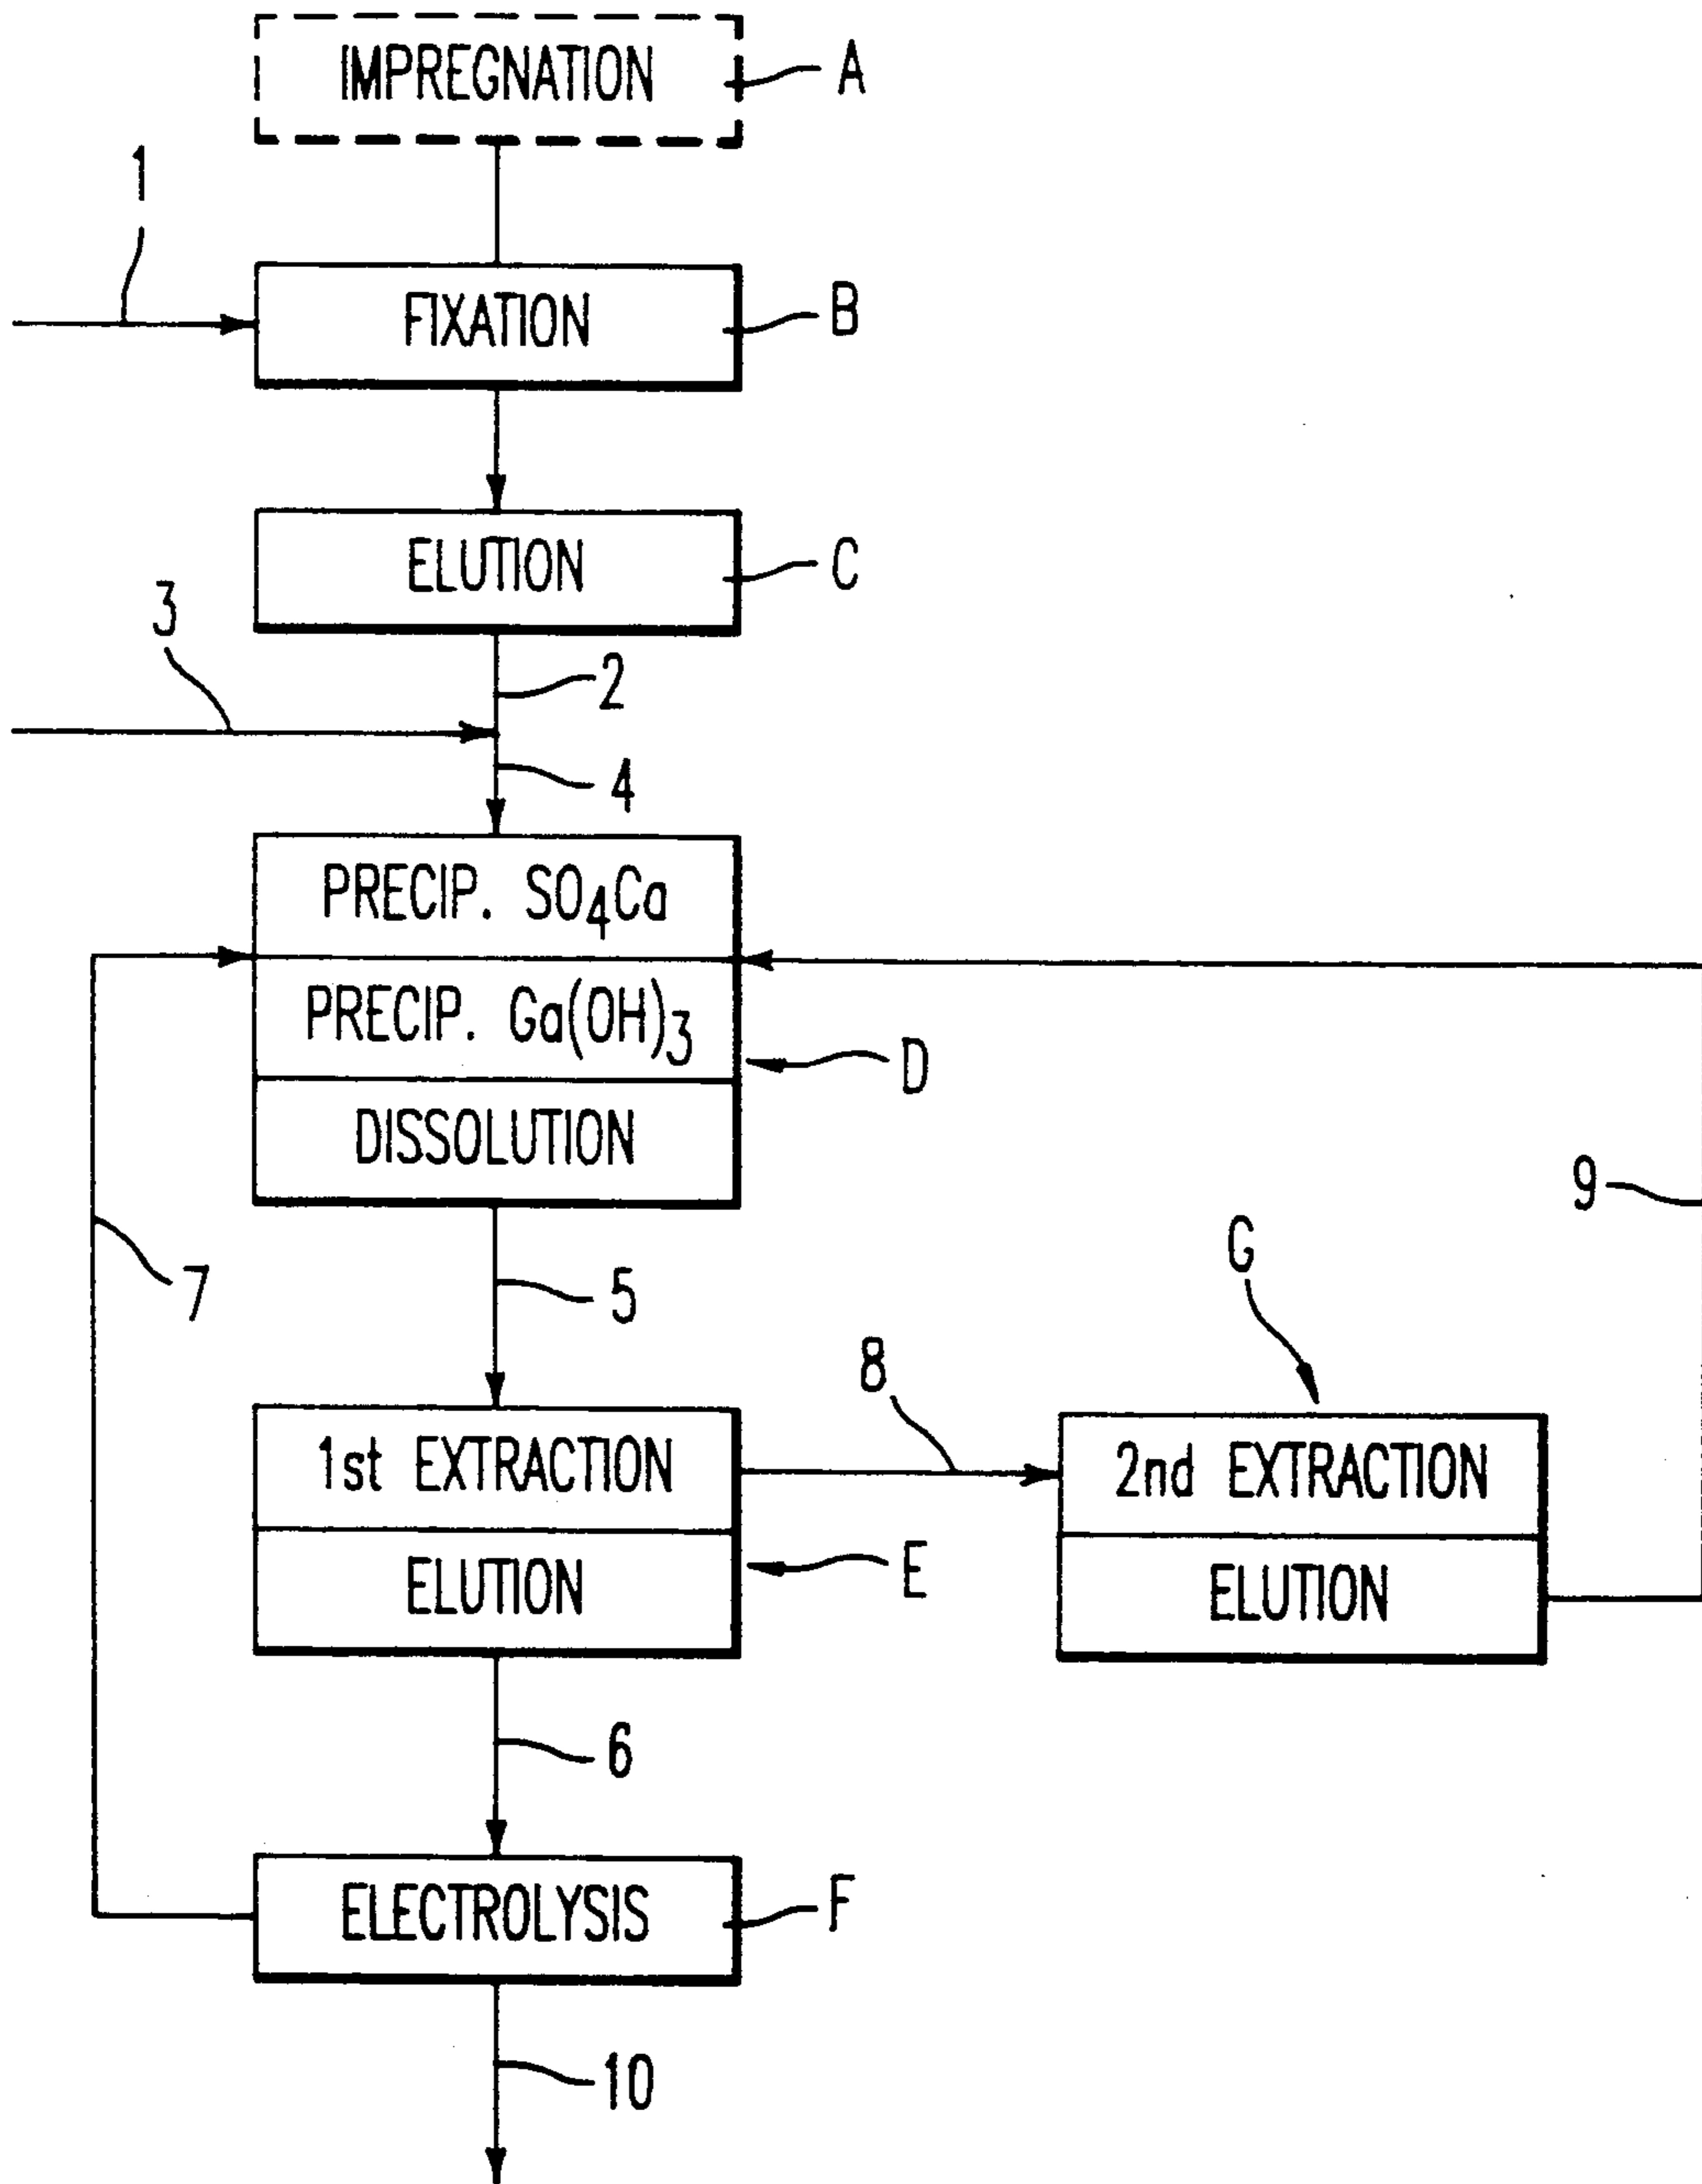 IMPREGNATION
A
1
FIXATION
B
ELUTION
C
3
2
4
PRECIP. SO4Ca
PRECIP. Ga(OH)3
D
DISSOLUTION
9
7
5
G
8
1st EXTRACTION
2nd EXTRACTION
ELUTION
E
ELUTION
6
ELECTROLYSIS
F
10